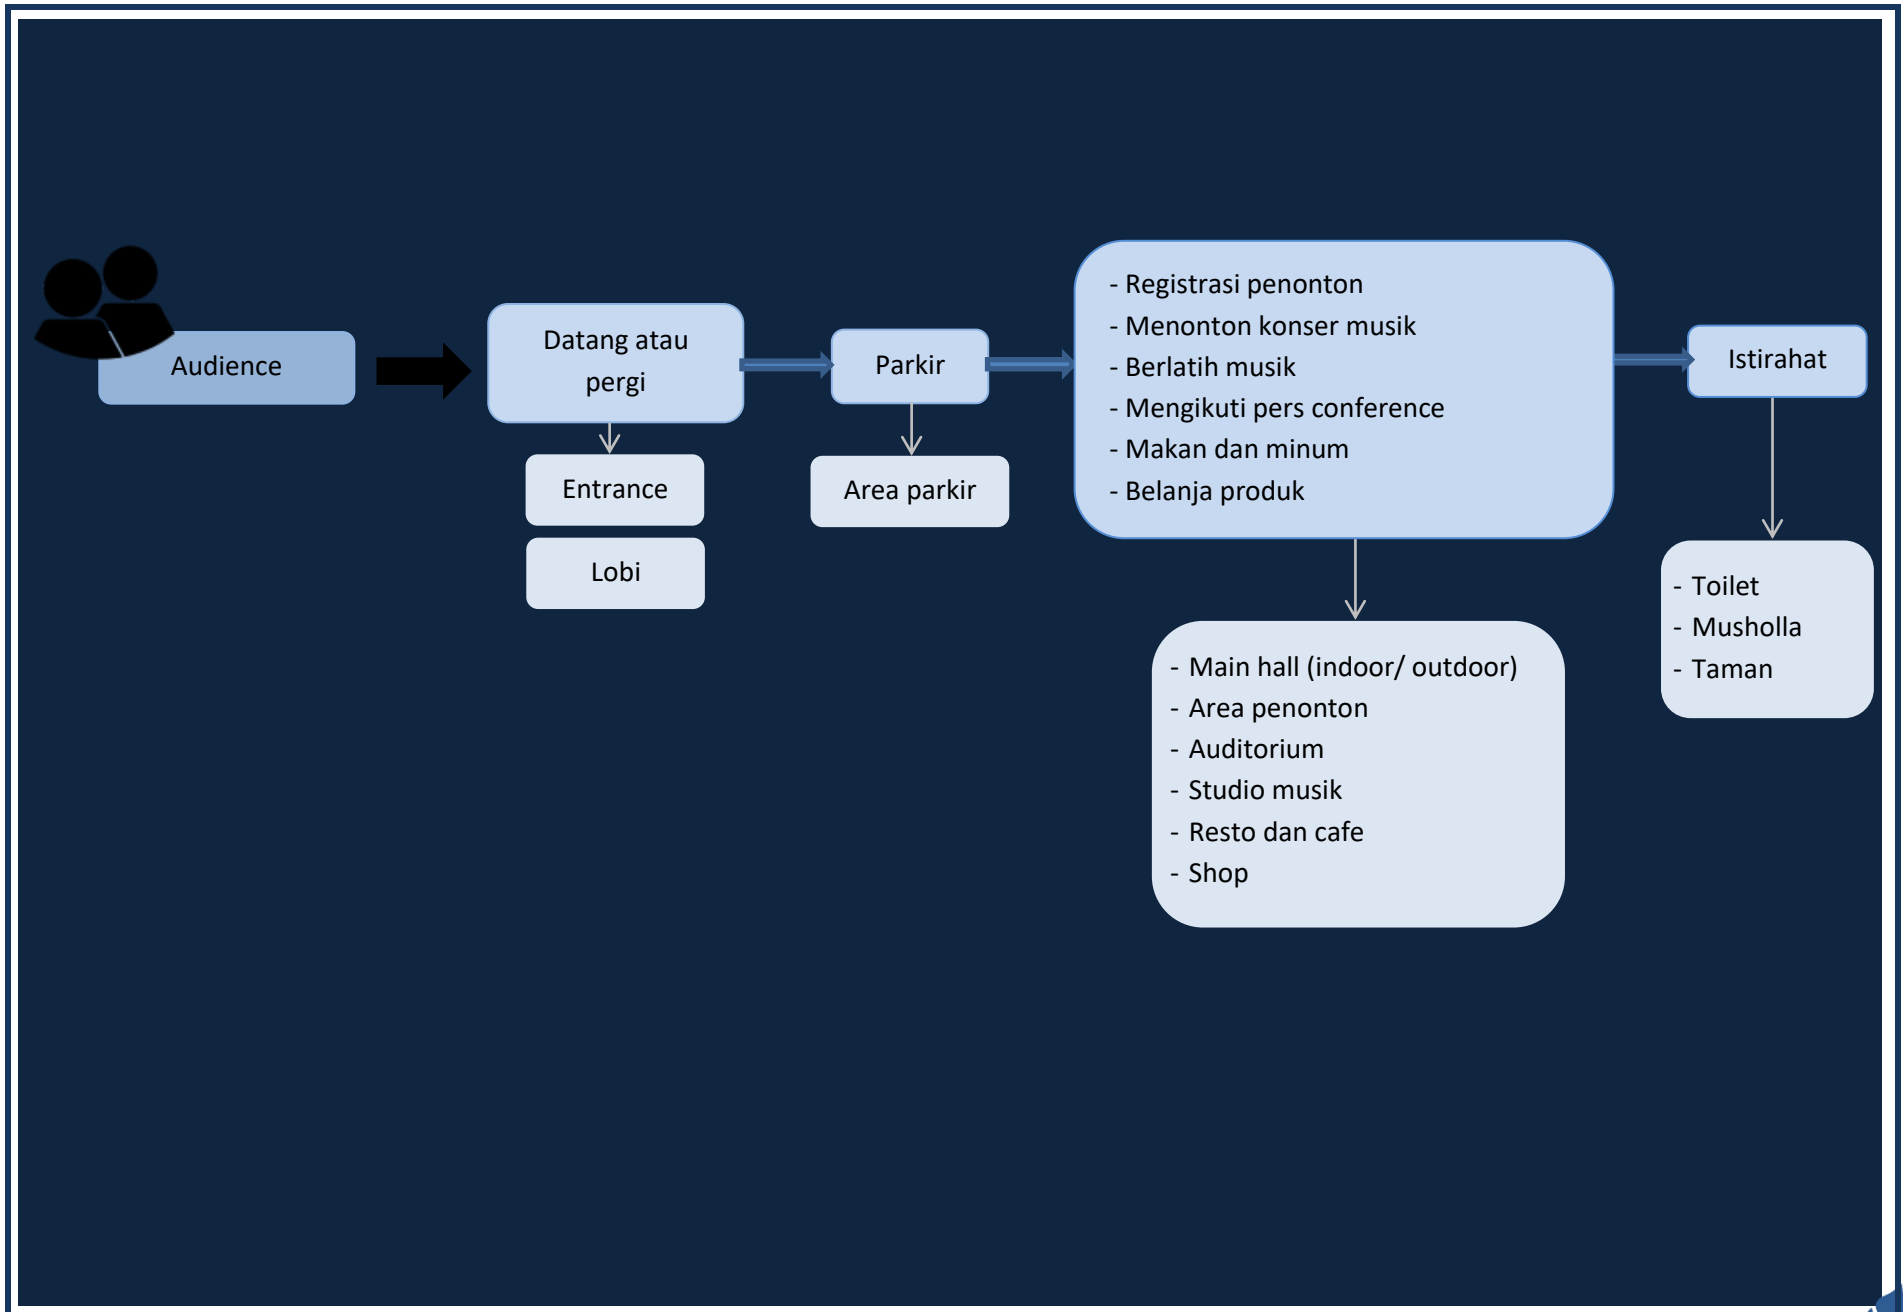 Audience
Datang atau
pergi
Entrance
Lobi
Parkir
Area parkir
- Registrasi penonton
- Menonton konser musik
- Berlatih musik
- Mengikuti pers conference
- Makan dan minum
- Belanja produk
- Main hall (indoor/ outdoor)
- Area penonton
- Auditorium
- Studio musik
- Resto dan cafe
- Shop
Istirahat
- Toilet
- Musholla
- Taman